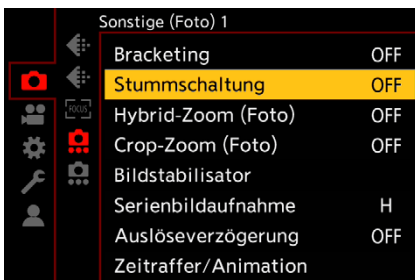 Sonstige (Foto) 1
Bracketing OFF
Stummschaltung OFF
FOCUS
Hybrid-Zoom (Foto) OFF
Crop-Zoom (Foto) OFF
Bildstabilisator
Serienbildaufnahme H
Auslöseverzögerung OFF
Zeitraffer/Animation